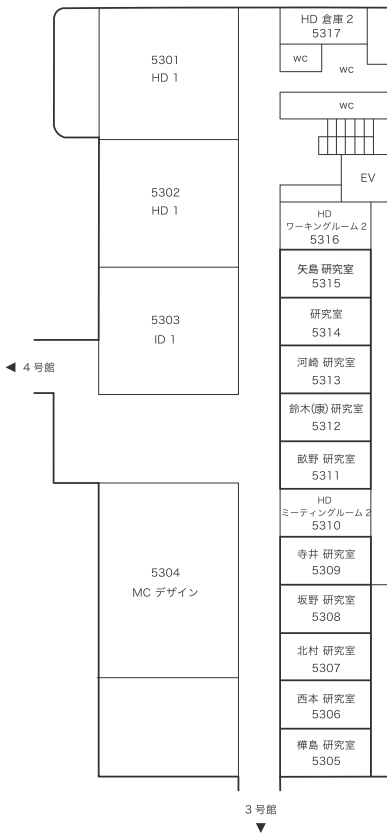 HD 倉庫 2
5317
wc
wc
wc
5301
HD 1
EV
5302
HD 1
HD
ワーキングルーム 2
5316
矢島 研究室
5315
研究室
5314
5303
ID 1
河崎 研究室
5313
◀ 4 号館
鈴木(康) 研究室
5312
畝野 研究室
5311
HD
ミーティングルーム 2
5310
寺井 研究室
5309
5304
MC デザイン
坂野 研究室
5308
北村 研究室
5307
西本 研究室
5306
樺島 研究室
5305
3 号館
▼